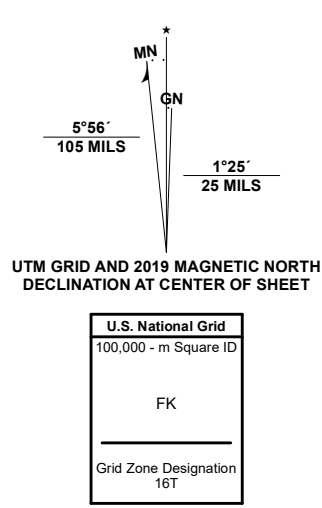 MN
GN
5°56´
105 MILS
1°25´
25 MILS
UTM GRID AND 2019 MAGNETIC NORTH
DECLINATION AT CENTER OF SHEET
U.S. National Grid
100,000 - m Square ID
FK
Grid Zone Designation
16T